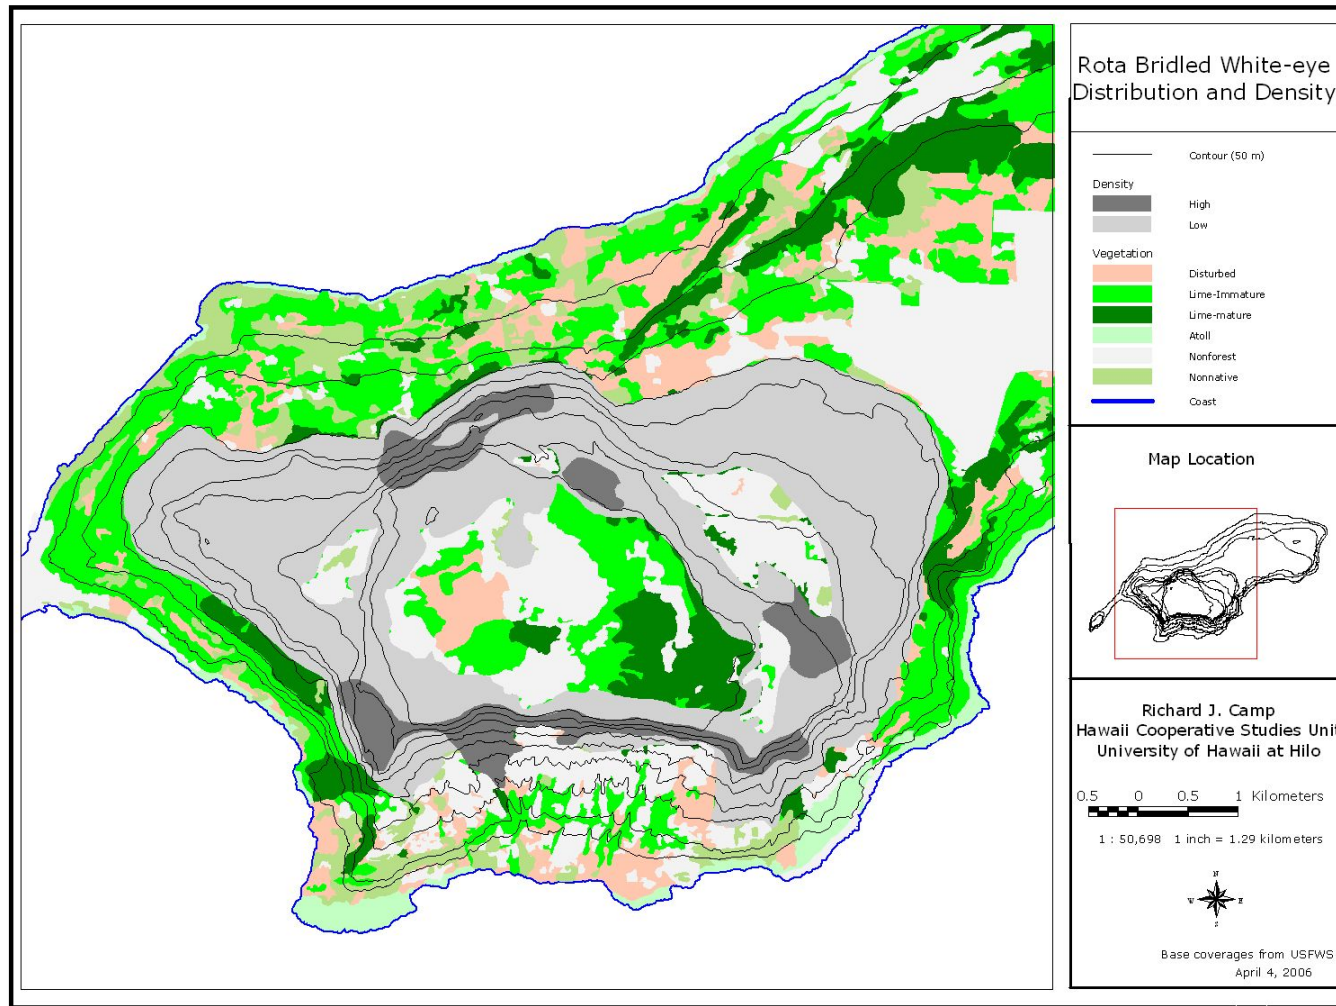 Rota Bridled White-eye
Distribution and Density
Contour (50 m)
Density
High
Low
Vegetation
Disturbed
Lime-Immature
Lime-mature
Atoll
Nonforest
Nonnative
Coast
Map Location
Richard J. Camp
Hawaii Cooperative Studies Unit
University of Hawaii at Hilo
0.5 0 0.5 1 Kilometers
1 : 50,698 1 inch = 1.29 kilometers
N
W E
S
Base coverages from USFWS
April 4, 2006